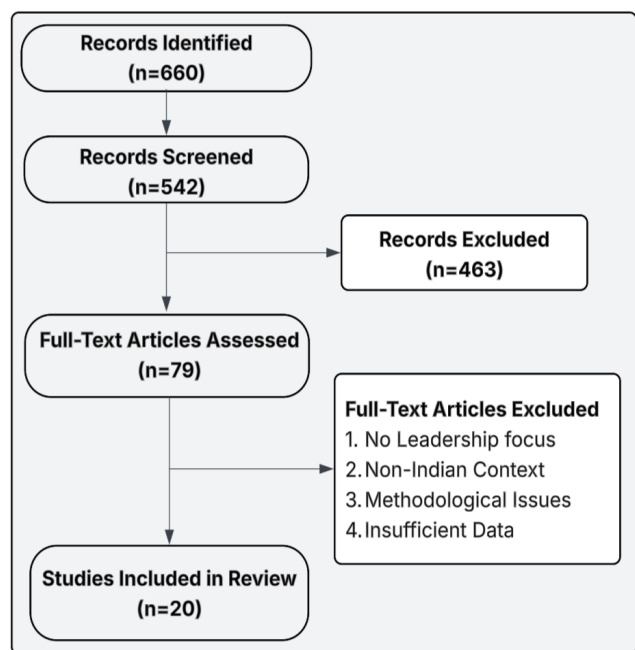 Records Identified
(n=660)
Records Screened
(n=542)
Records Excluded
(n=463)
Full-Text Articles Assessed
(n=79)
Full-Text Articles Excluded
1. No Leadership focus
2. Non-Indian Context
3. Methodological Issues
4. Insufficient Data
Studies Included in Review
(n=20)